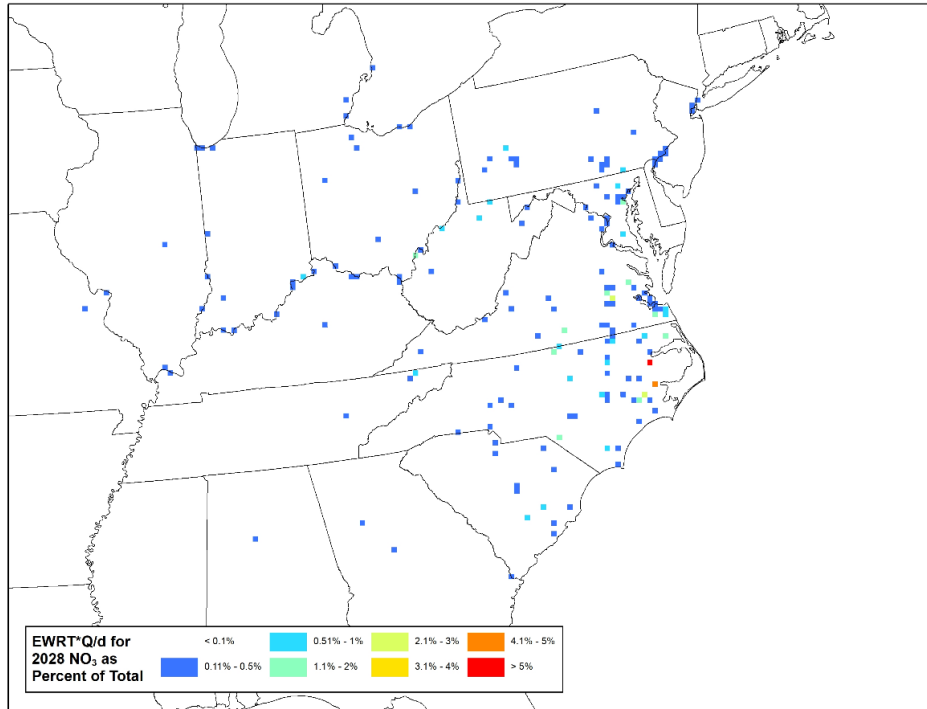 EWRT*Q/d for
2028 NO₃ as
Percent of Total
< 0.1%
0.51% - 1%
2.1% - 3%
4.1% - 5%
0.11% - 0.5%
1.1% - 2%
3.1% - 4%
> 5%